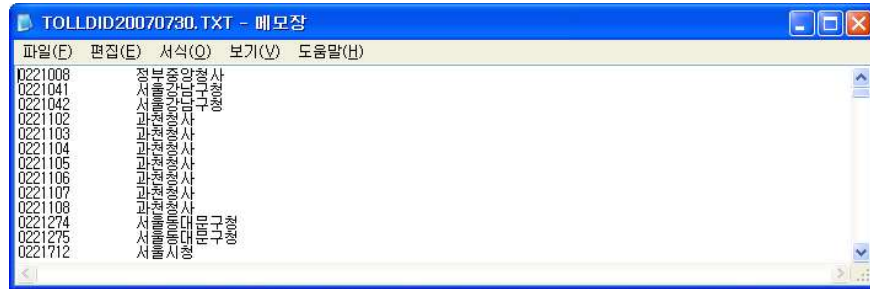 TOLLDID20070730.TXT - 메모장
파일(F) 편집(E) 서식(O) 보기(V) 도움말(H)
0221008 정부중앙청사
0221041 서울강남구청
0221042 서울강남구청
0221102 과천청사
0221103 과천청사
0221104 과천청사
0221105 과천청사
0221106 과천청사
0221107 과천청사
0221108 과천청사
0221274 서울동대문구청
0221275 서울동대문구청
0221712 서울시청